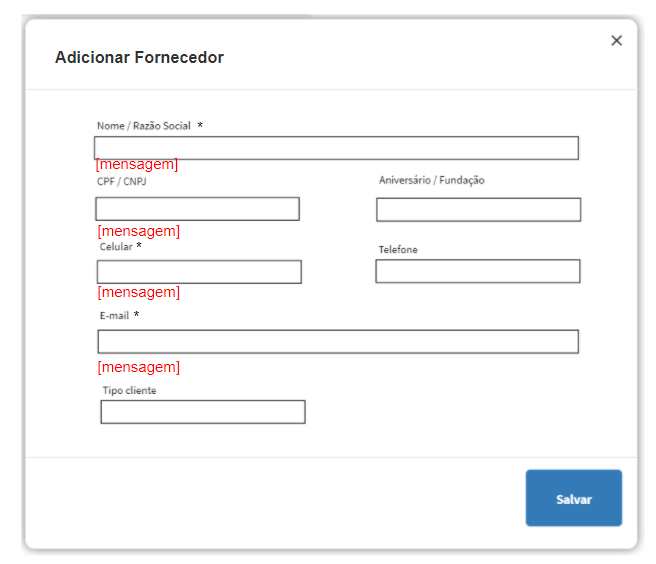 ×
Adicionar Fornecedor
Nome / Razão Social *
[mensagem]
CPF / CNPJ
Aniversário / Fundação
[mensagem]
Celular *
Telefone
[mensagem]
E-mail *
[mensagem]
Tipo cliente
Salvar